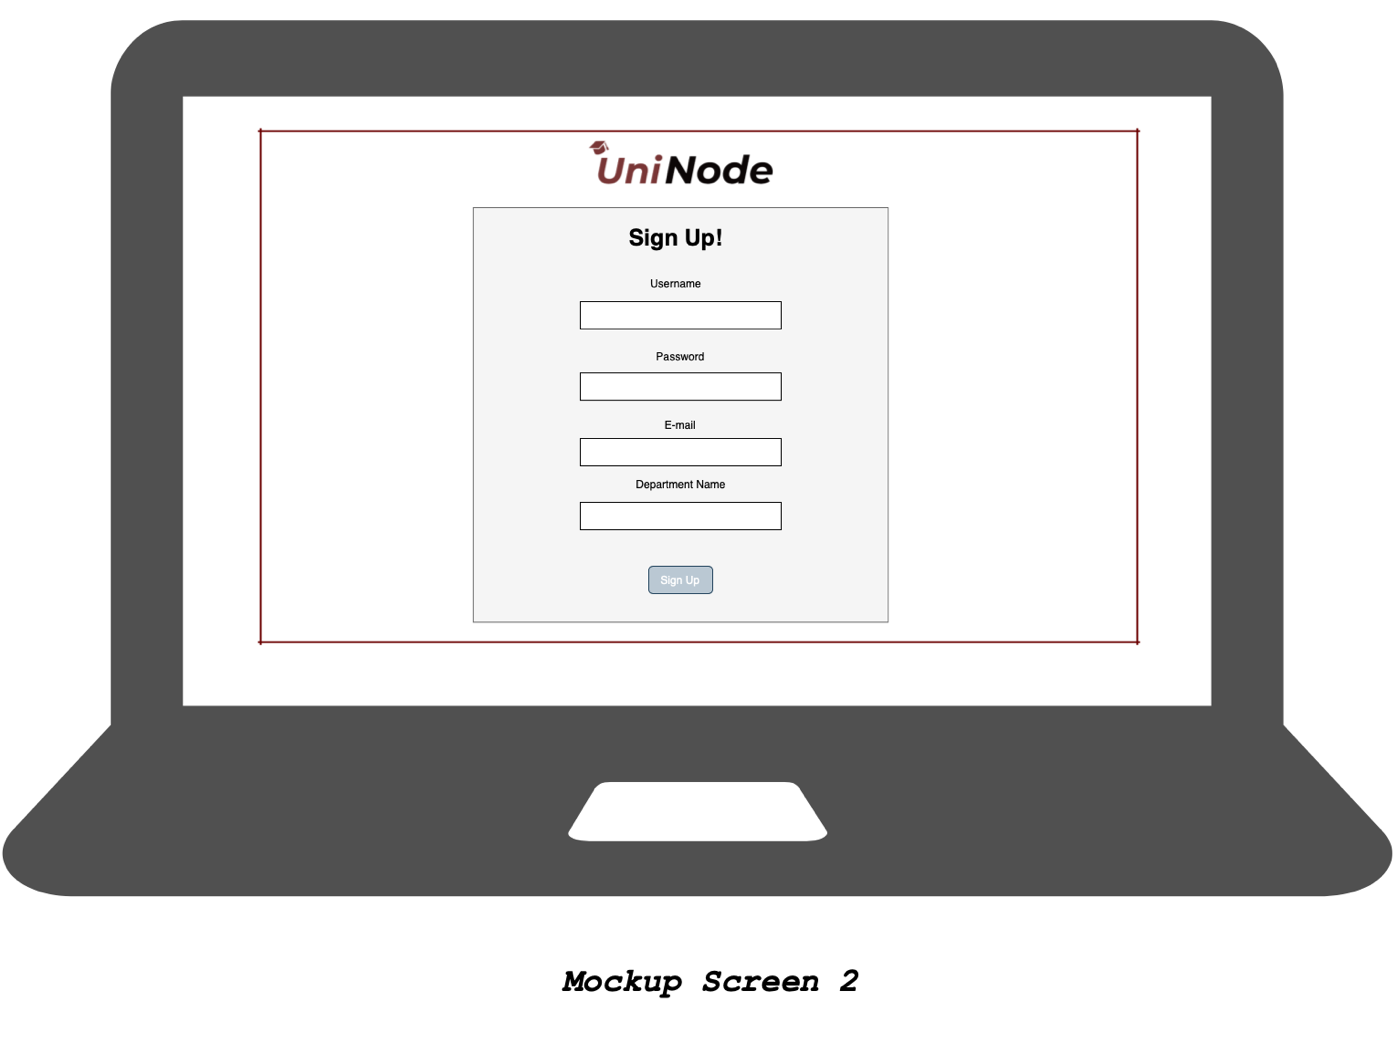 UniNode
Sign Up!
Username
Password
E-mail
Department Name
Sign Up
Mockup Screen 2